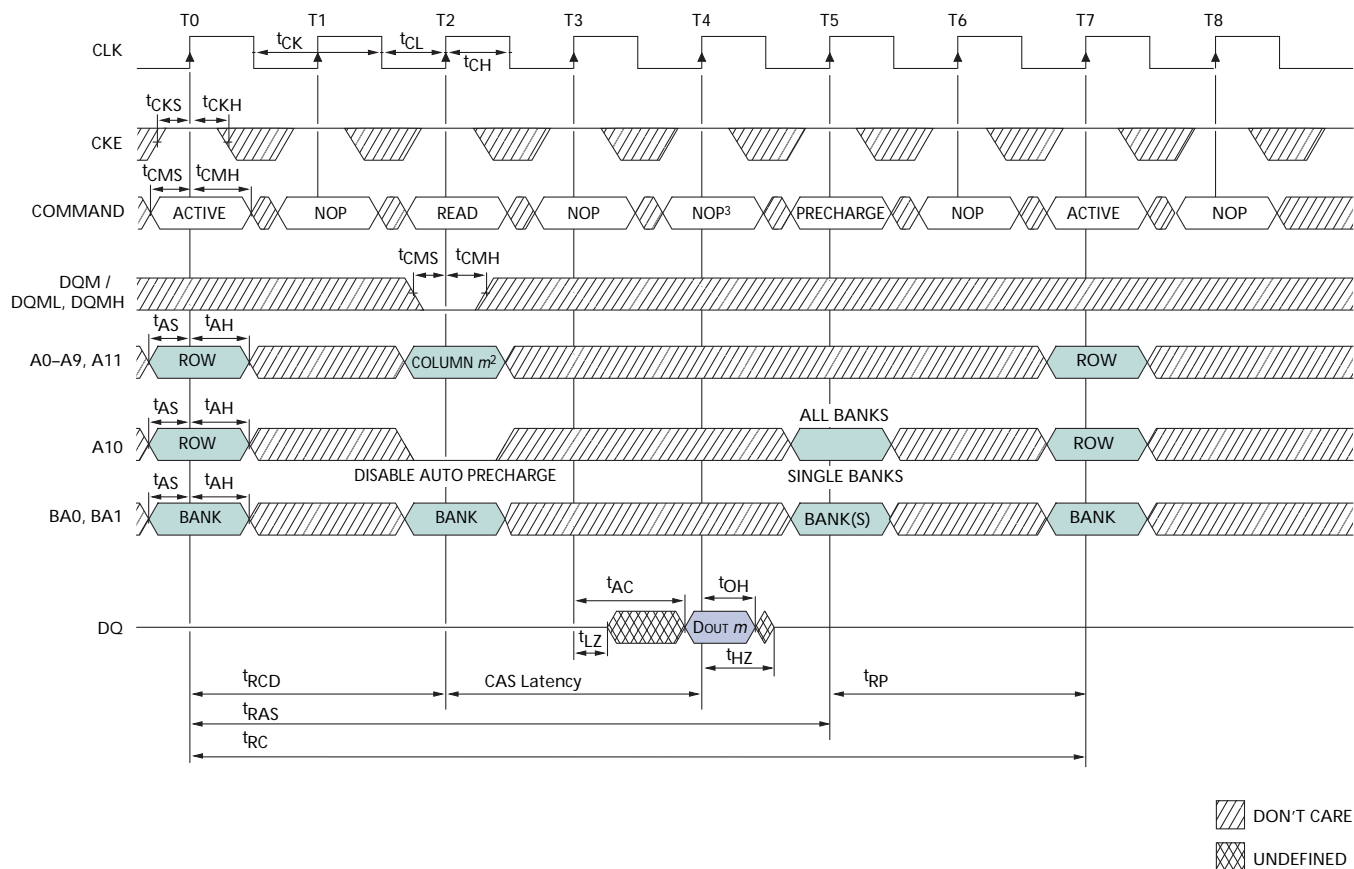 T0 T1 T2 T3 T4 T5 T6 T7 T8
CLK
tCK tCL
tCH
tCKS tCKH
CKE
tCMS tCMH
COMMAND ACTIVE NOP READ NOP NOP3 PRECHARGE NOP ACTIVE NOP
tCMS tCMH
DQM /
DQML, DQMH
tAS tAH
A0–A9, A11 ROW COLUMN m2 ROW
tAS tAH
ALL BANKS
A10 ROW ROW
DISABLE AUTO PRECHARGE SINGLE BANKS
tAS tAH
BA0, BA1 BANK BANK BANK(S) BANK
tAC tOH
DQ DOUT m
tLZ
tHZ
tRCD CAS Latency tRP
tRAS
tRC
DON'T CARE
UNDEFINED